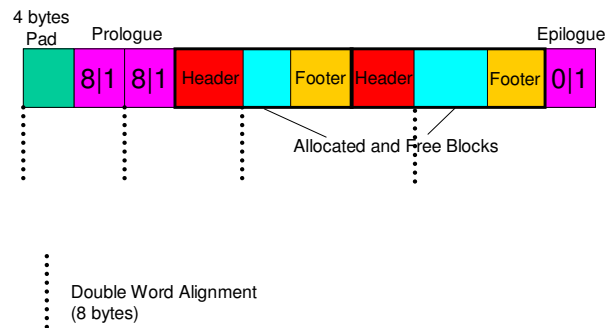 4 bytes
Pad
Prologue
Epilogue
8|1 8|1 Header Footer Header Footer 0|1
Allocated and Free Blocks
Double Word Alignment
(8 bytes)